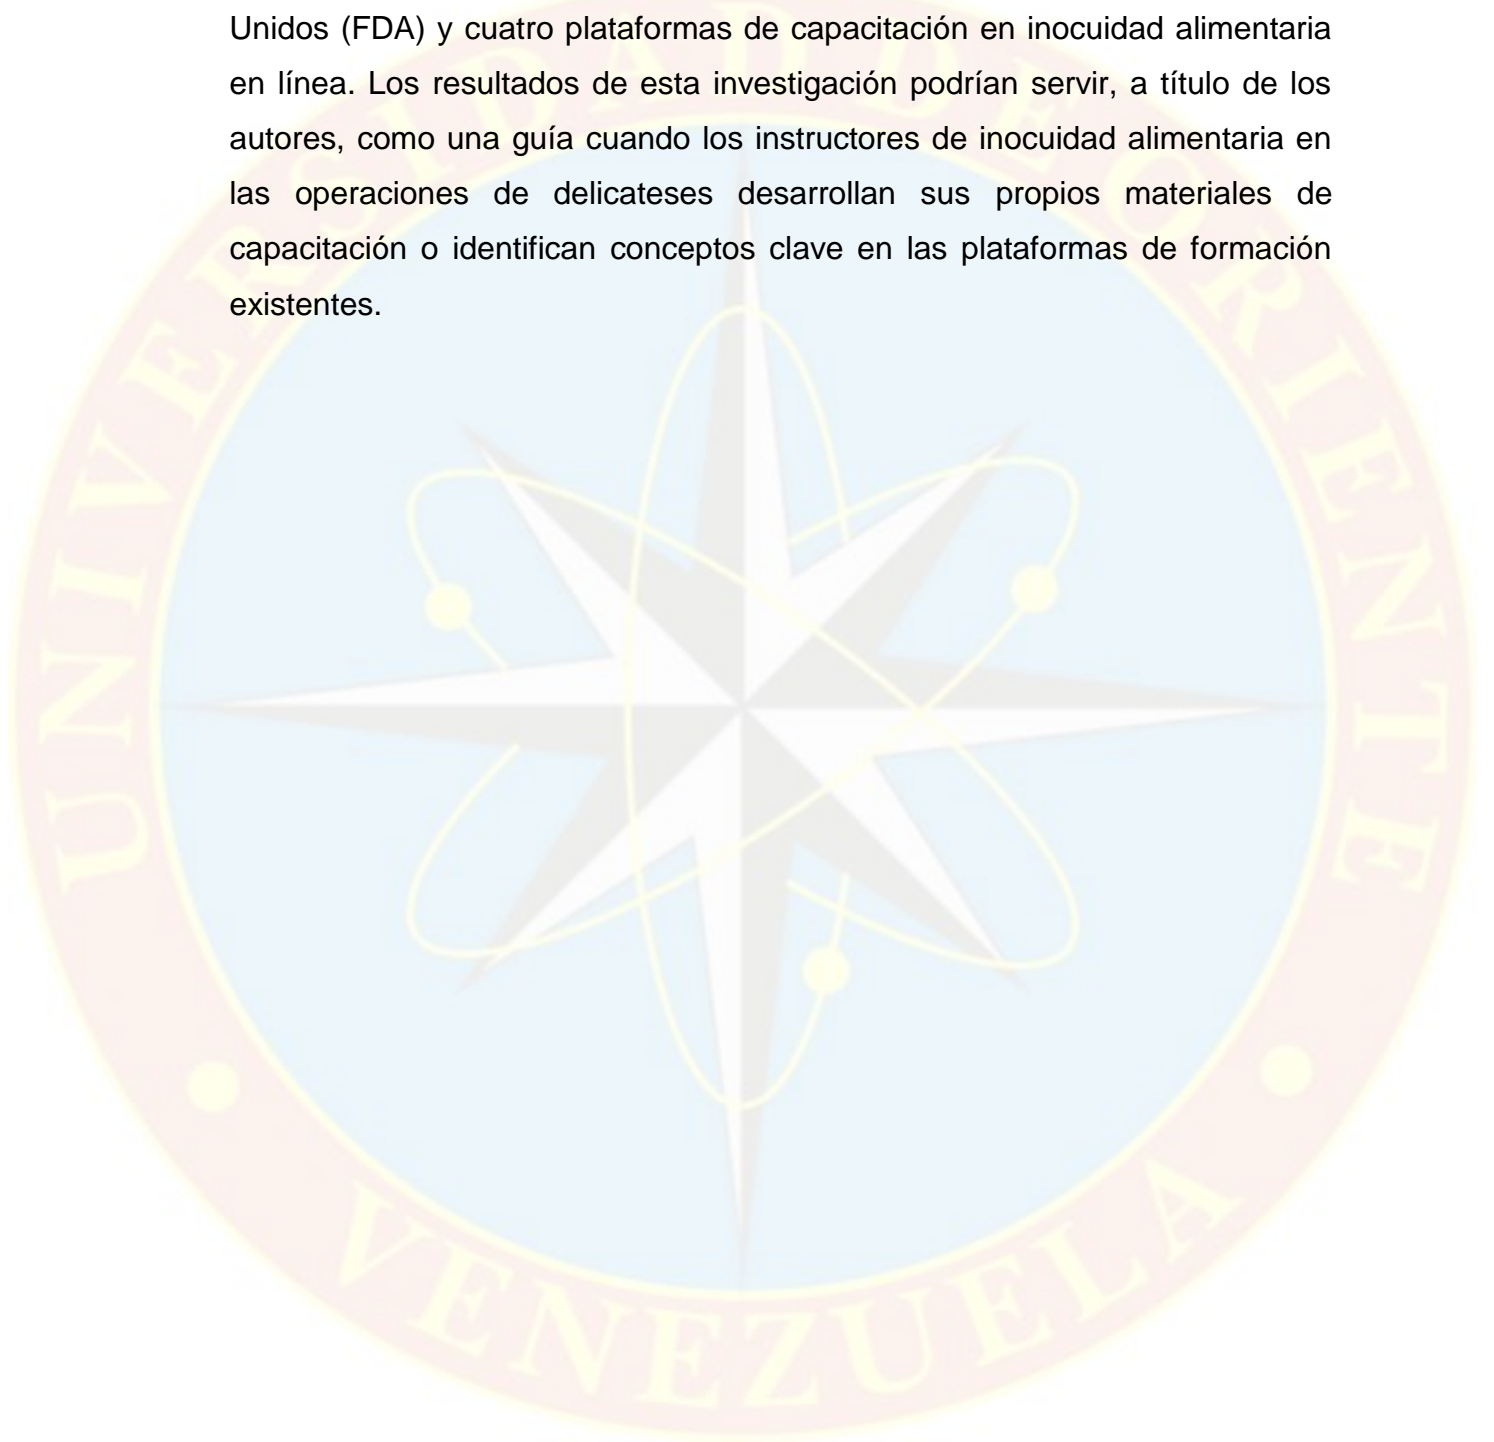 Unidos (FDA) y cuatro plataformas de capacitación en inocuidad alimentaria
en línea. Los resultados de esta investigación podrían servir, a título de los
autores, como una guía cuando los instructores de inocuidad alimentaria en
las operaciones de delicateses desarrollan sus propios materiales de
capacitación o identifican conceptos clave en las plataformas de formación
existentes.
UNIVERSIDAD DE ORIENTE
VENEZUELA